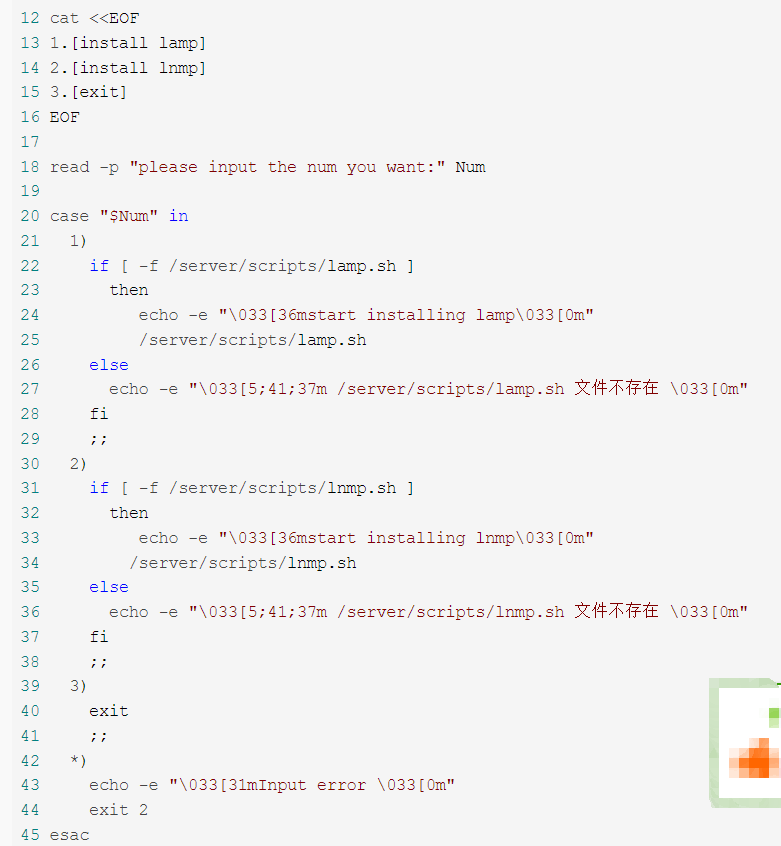 12 cat <<EOF
13 1.[install lamp]
14 2.[install lnmp]
15 3.[exit]
16 EOF
17
18 read -p "please input the num you want:" Num
19
20 case "$Num" in
21   1)
22     if [ -f /server/scripts/lamp.sh ]
23       then
24          echo -e "\033[36mstart installing lamp\033[0m"
25          /server/scripts/lamp.sh
26     else
27       echo -e "\033[5;41;37m /server/scripts/lamp.sh 文件不存在 \033[0m"
28     fi
29     ;;
30   2)
31     if [ -f /server/scripts/lnmp.sh ]
32       then
33          echo -e "\033[36mstart installing lnmp\033[0m"
34         /server/scripts/lnmp.sh
35     else
36       echo -e "\033[5;41;37m /server/scripts/lnmp.sh 文件不存在 \033[0m"
37     fi
38     ;;
39   3)
40     exit
41     ;;
42   *)
43     echo -e "\033[31mInput error \033[0m"
44     exit 2
45 esac